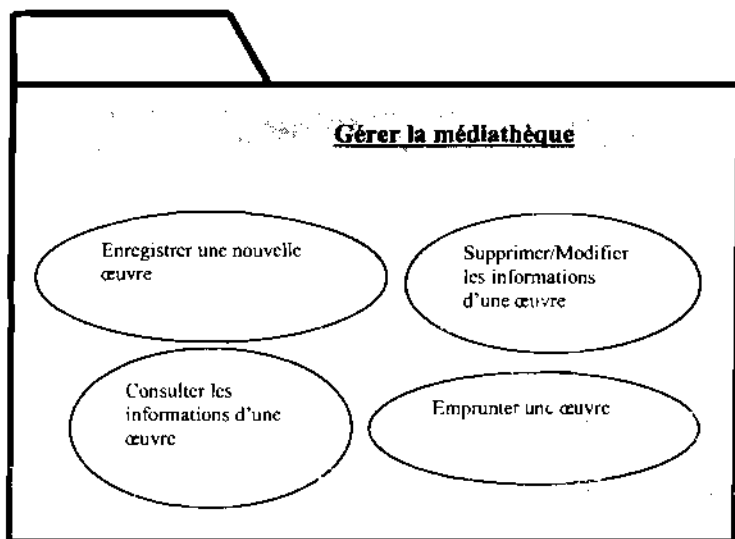 Gérer la médiathèque
Enregistrer une nouvelle
œuvre
Supprimer/Modifier
les informations
d'une œuvre
Consulter les
informations d'une
œuvre
Emprunter une œuvre